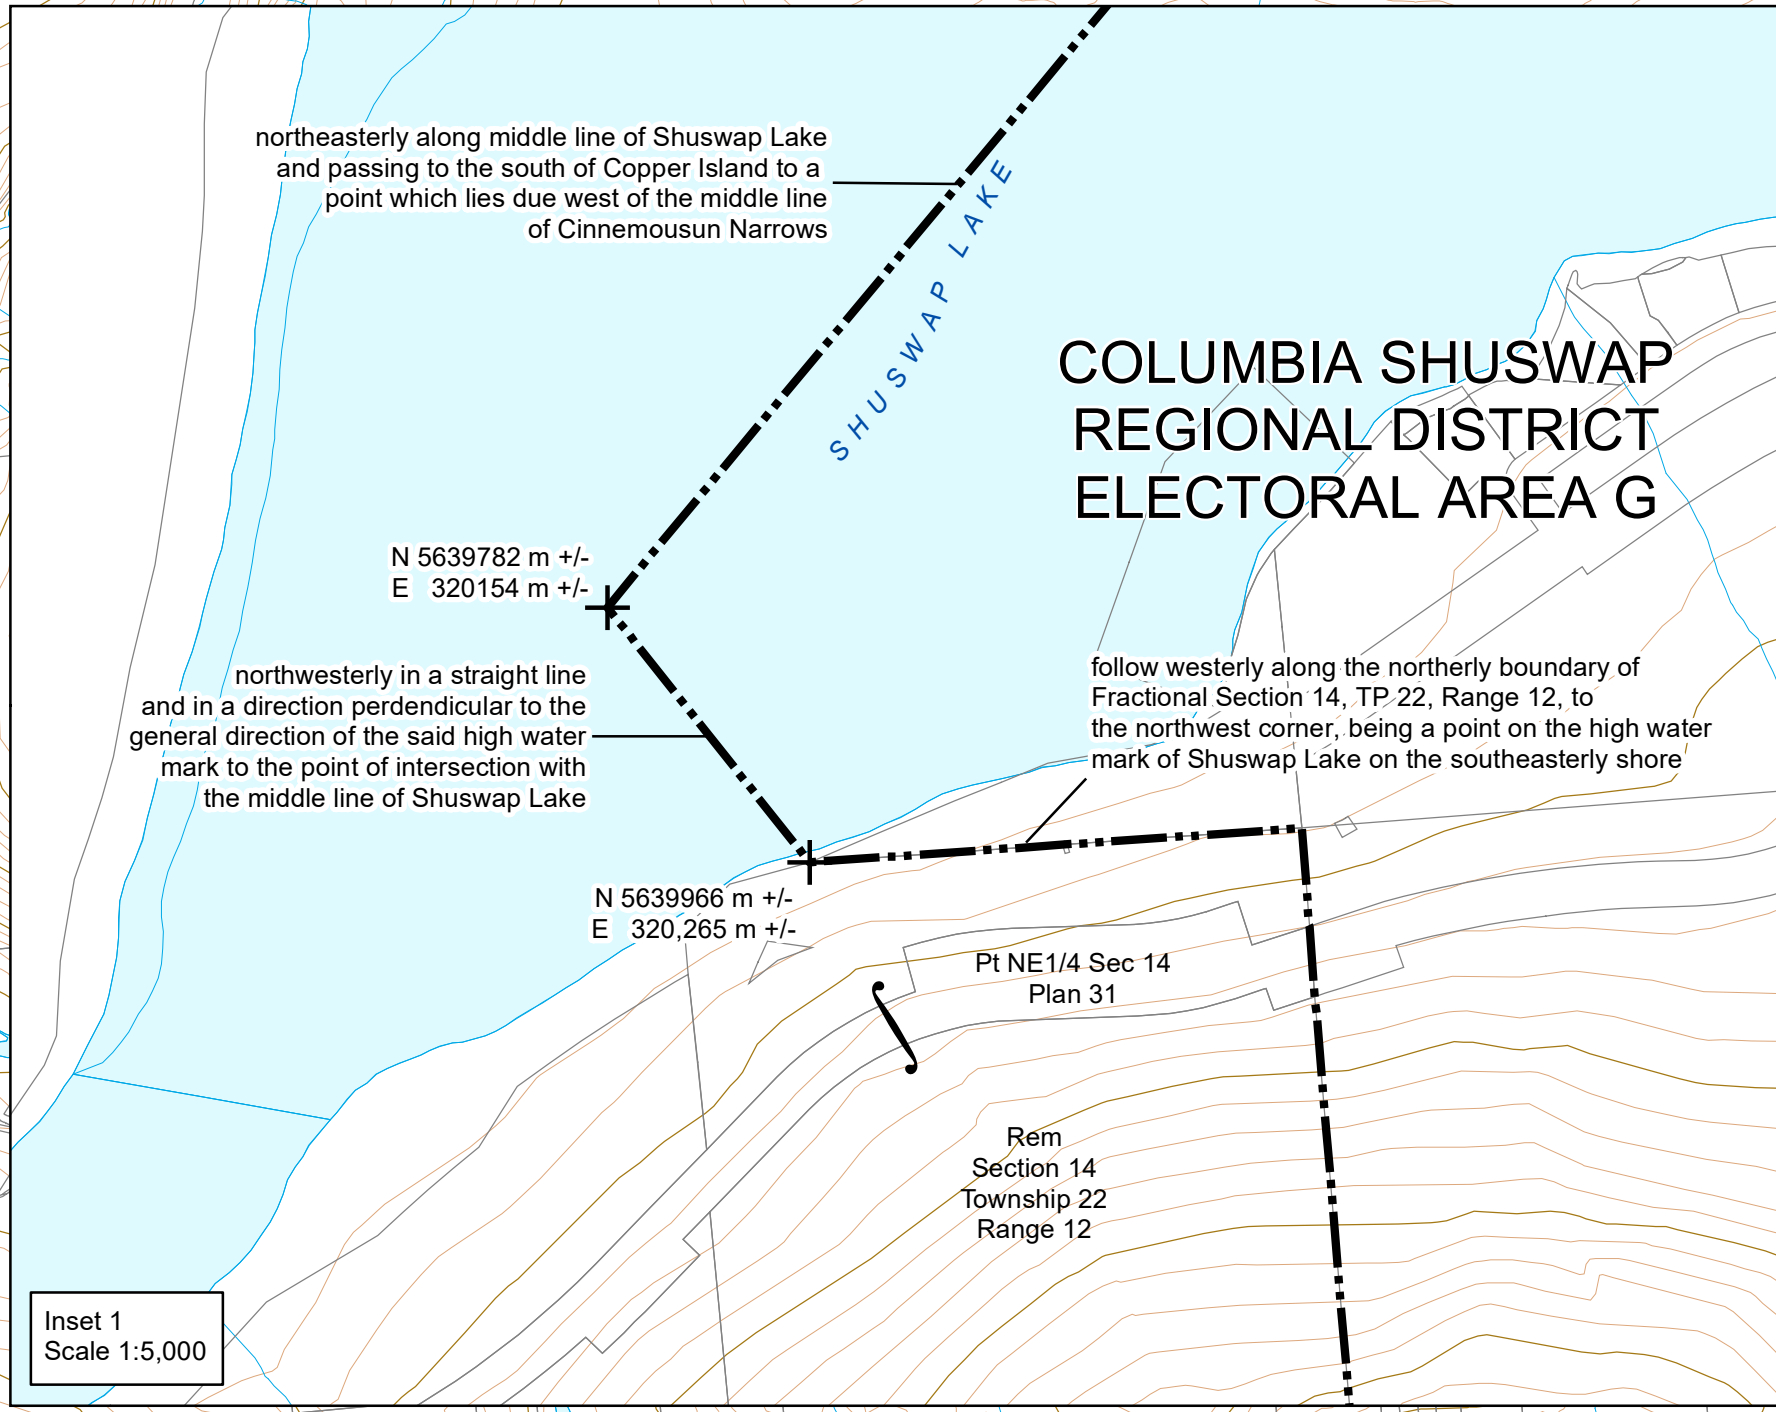 northeasterly along middle line of Shuswap Lake
and passing to the south of Copper Island to a
point which lies due west of the middle line
of Cinnemousun Narrows
SHUSWAP LAKE
COLUMBIA SHUSWAP
REGIONAL DISTRICT
ELECTORAL AREA G
N 5639782 m +/-
E 320154 m +/-
northwesterly in a straight line
and in a direction perdendicular to the
general direction of the said high water
mark to the point of intersection with
the middle line of Shuswap Lake
follow westerly along the northerly boundary of
Fractional Section 14, TP 22, Range 12, to
the northwest corner, being a point on the high water
mark of Shuswap Lake on the southeasterly shore
N 5639966 m +/-
E 320,265 m +/-
Pt NE1/4 Sec 14
Plan 31
Rem
Section 14
Township 22
Range 12
Inset 1
Scale 1:5,000